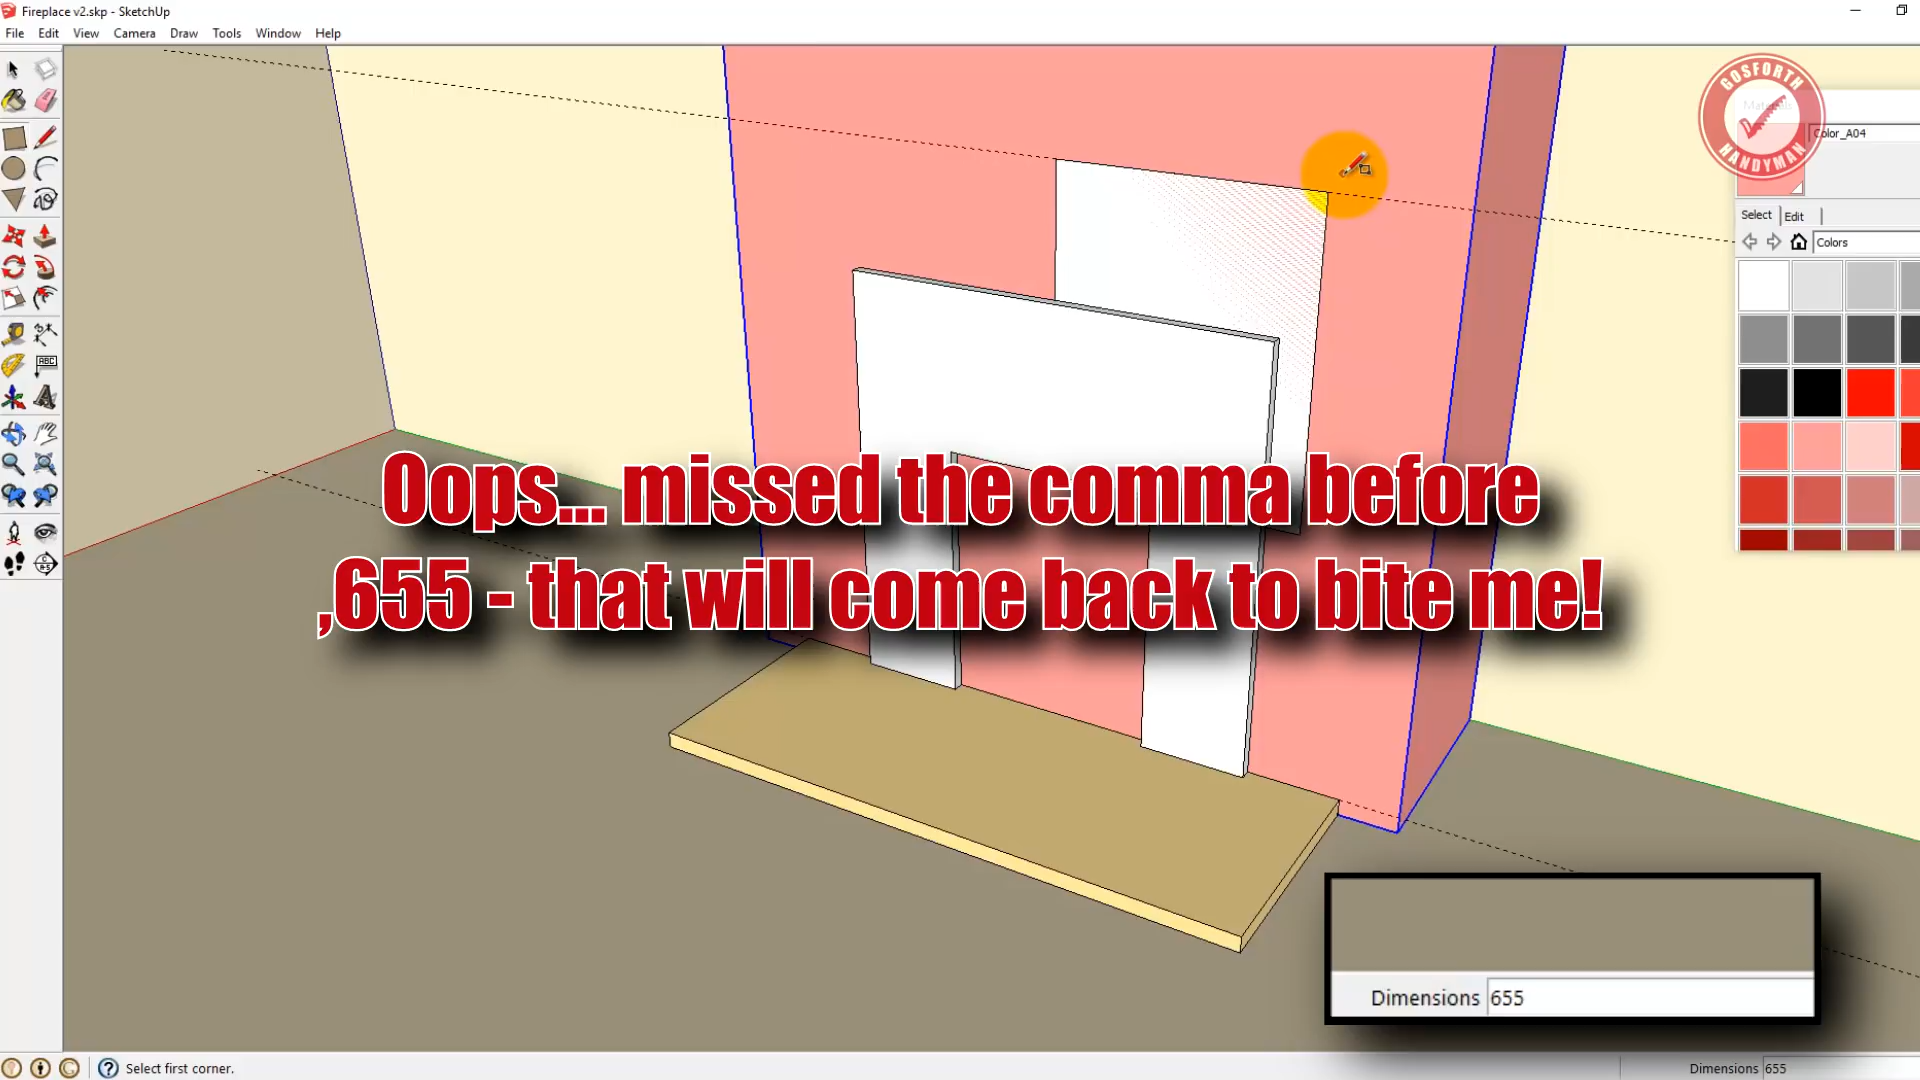 Fireplace v2.skp - SketchUp
File Edit View Camera Draw Tools Window Help
GOSFORTH
HANDYMAN
Color_A04
Select Edit
Colors
ABC
A
Oops... missed the comma before
,655 - that will come back to bite me!
Dimensions 655
Select first corner.
Dimensions 655